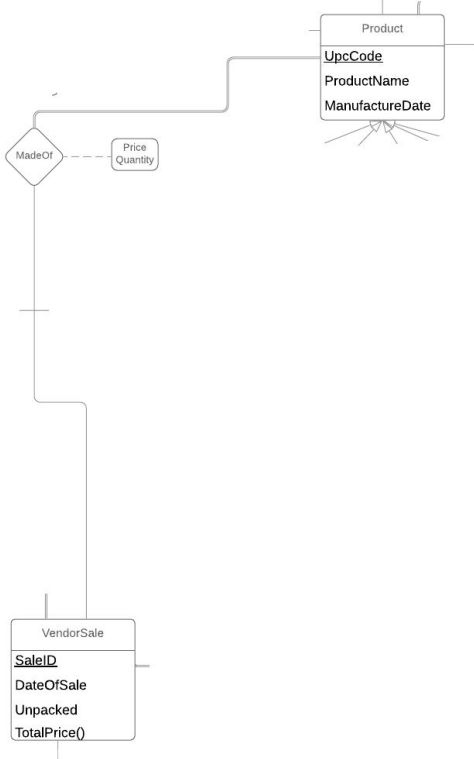 Product
UpcCode
ProductName
ManufactureDate
MadeOf
Price
Quantity
VendorSale
SaleID
DateOfSale
Unpacked
TotalPrice()